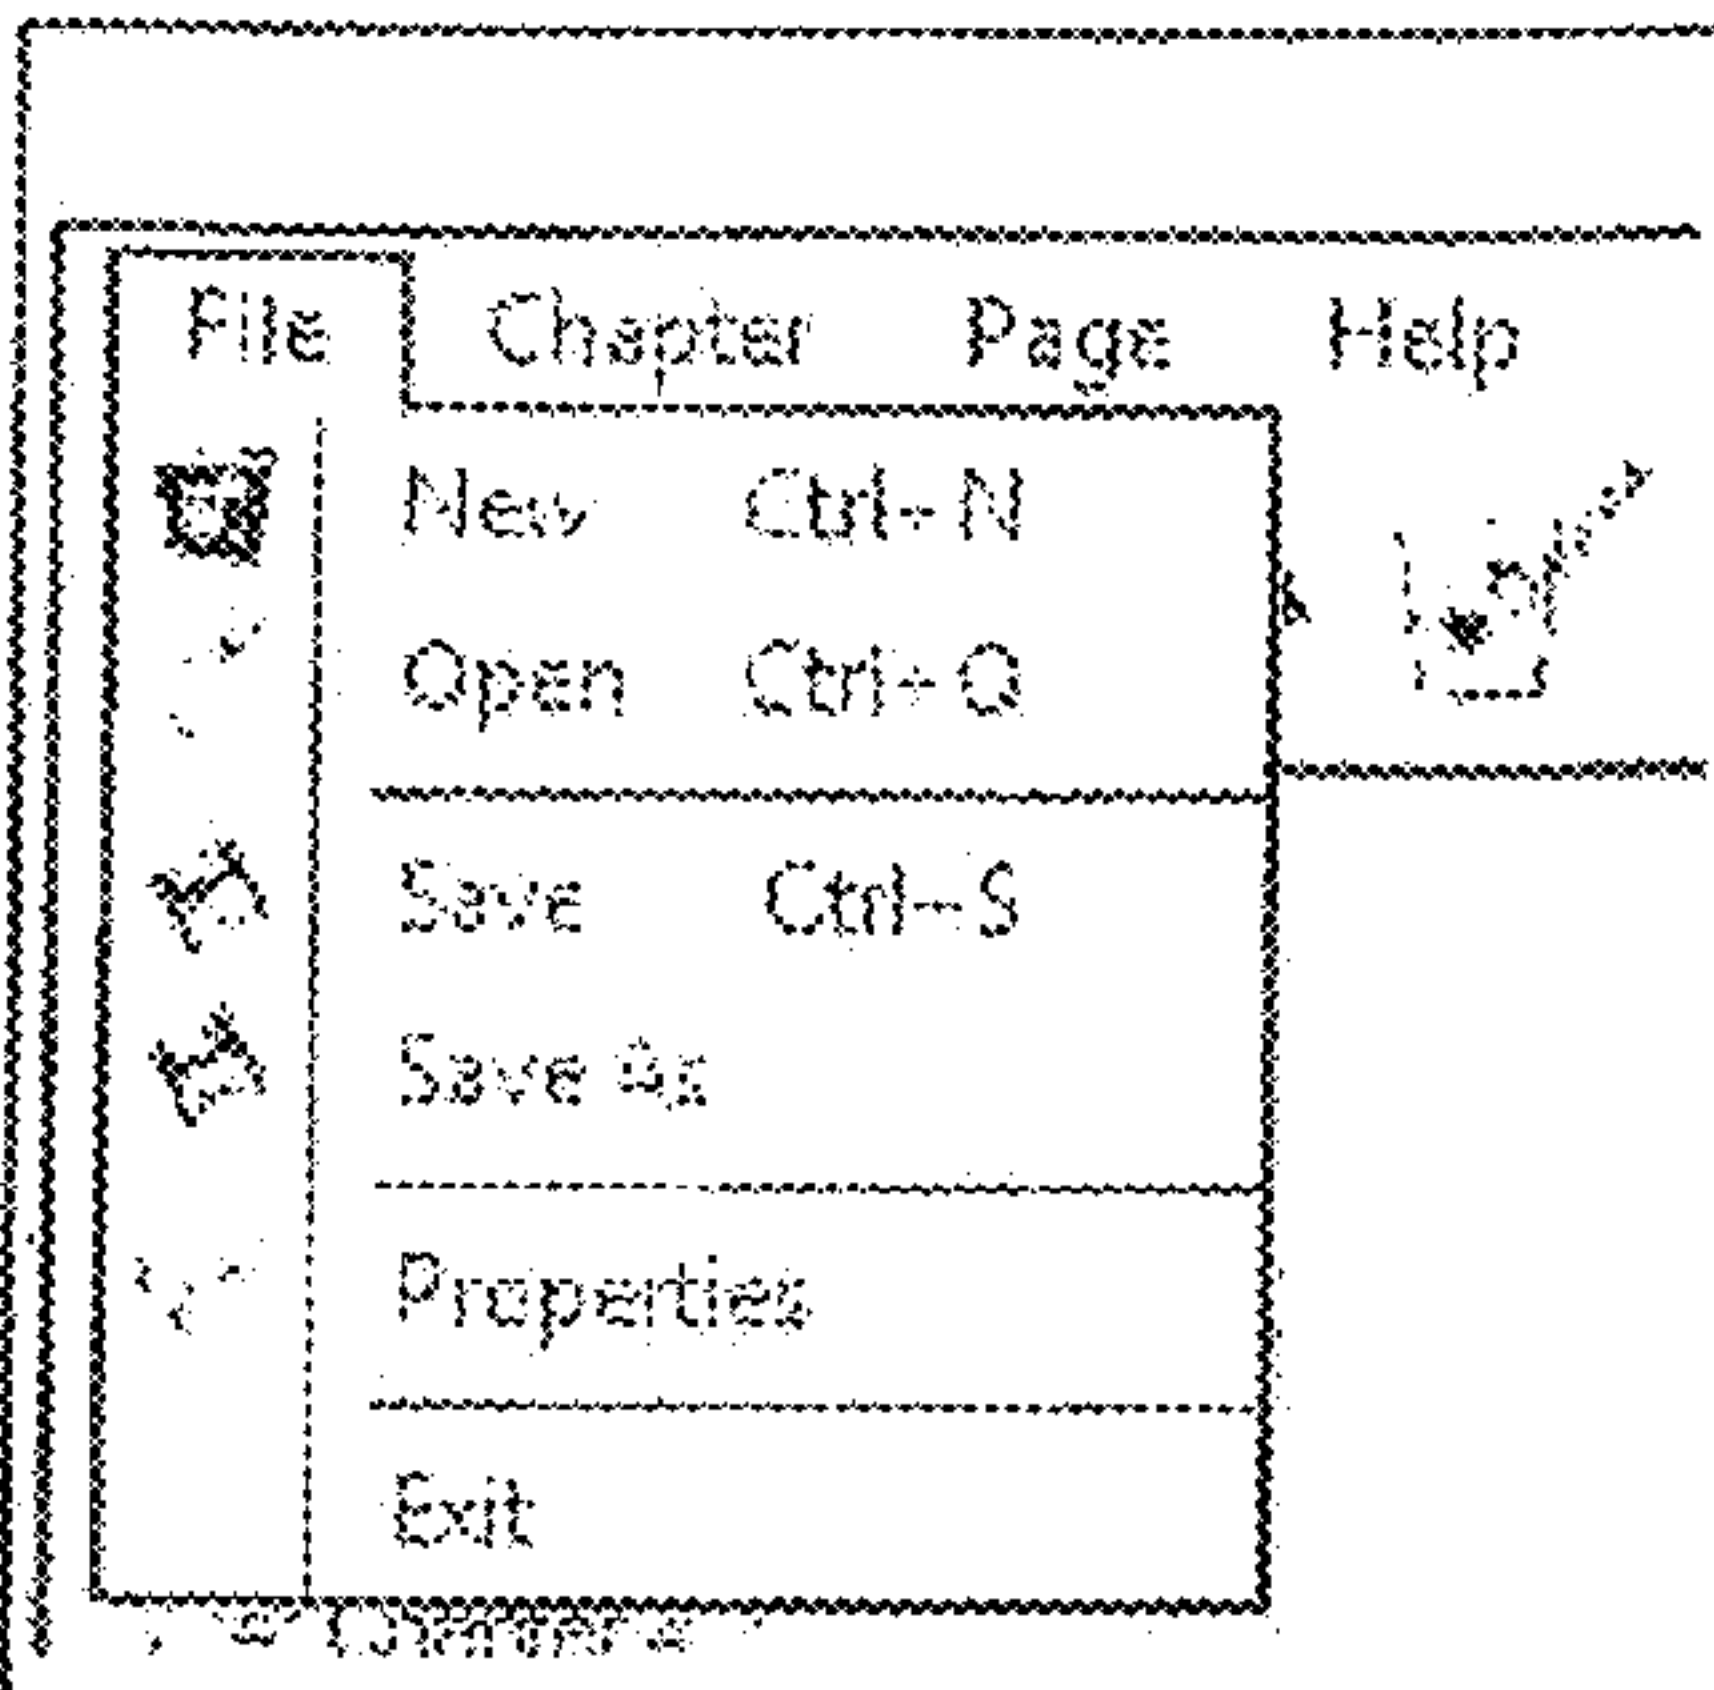 File Chapter Page Help
New Ctrl+N
Open Ctrl+O
Save Ctrl+S
Save as
Properties
Exit